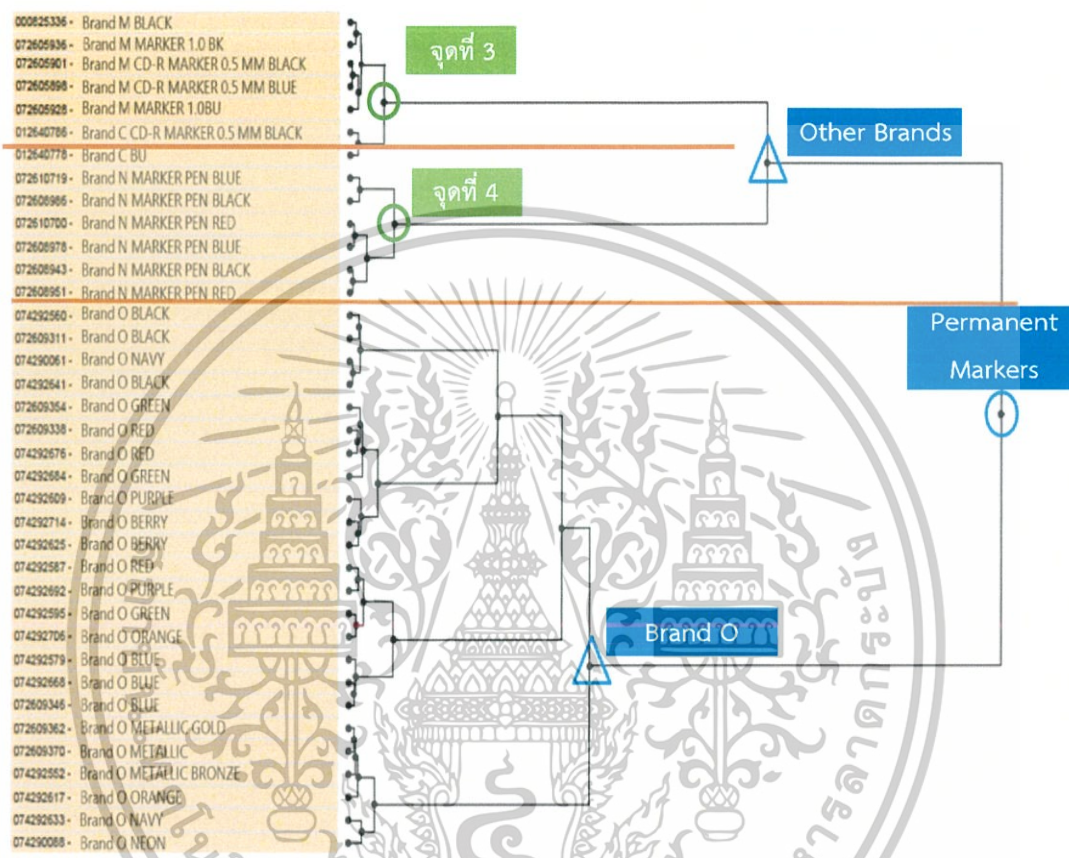 000825336 - Brand M BLACK
072605936 - Brand M MARKER 1.0 BK
072605901 - Brand M CD-R MARKER 0.5 MM BLACK
072605898 - Brand M CD-R MARKER 0.5 MM BLUE
072605928 - Brand M MARKER 1.0BU
012640786 - Brand C CD-R MARKER 0.5 MM BLACK
012640778 - Brand C BU
072610719 - Brand N MARKER PEN BLUE
072608986 - Brand N MARKER PEN BLACK
072610700 - Brand N MARKER PEN RED
072608978 - Brand N MARKER PEN BLUE
072608943 - Brand N MARKER PEN BLACK
072608951 - Brand N MARKER PEN RED
074292560 - Brand O BLACK
072609311 - Brand O BLACK
074290061 - Brand O NAVY
074292641 - Brand O BLACK
072609354 - Brand O GREEN
072609338 - Brand O RED
074292676 - Brand O RED
074292684 - Brand O GREEN
074292609 - Brand O PURPLE
074292714 - Brand O BERRY
074292625 - Brand O BERRY
074292587 - Brand O RED
074292692 - Brand O PURPLE
074292595 - Brand O GREEN
074292706 - Brand O ORANGE
074292579 - Brand O BLUE
074292668 - Brand O BLUE
072609346 - Brand O BLUE
072609362 - Brand O METALLIC GOLD
072609370 - Brand O METALLIC
074292552 - Brand O METALLIC BRONZE
074292617 - Brand O ORANGE
074292633 - Brand O NAVY
074290088 - Brand O NEON
จุดที่ 3
จุดที่ 4
Other Brands
Permanent
Markers
Brand O